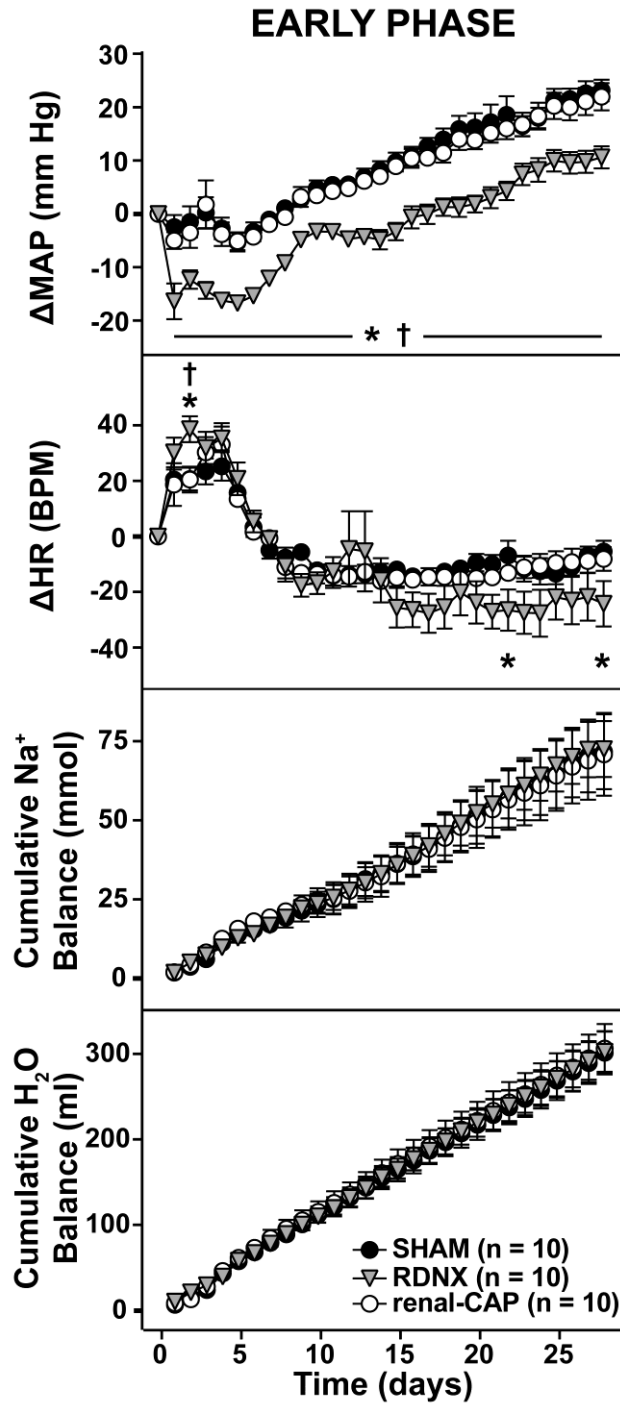 EARLY PHASE
ΔMAP (mm Hg)
30
20
10
0
-10
-20
* †
ΔHR (BPM)
40
20
0
-20
-40
†
*
* *
Cumulative Na⁺
Balance (mmol)
75
50
25
0
Cumulative H₂O
Balance (ml)
300
200
100
0
SHAM (n = 10)
RDNX (n = 10)
renal-CAP (n = 10)
0 5 10 15 20 25
Time (days)